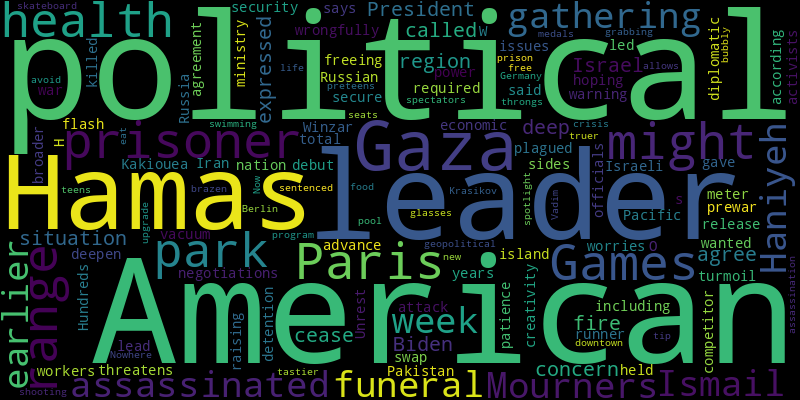 skateboard
health
security
says
President
gathering
medals
grabbing
political
killed
agreement
ministry
expressed
wrongfully
called
W
issues
led
Israel
diplomatic
bubbly
according
activists
avoid
war
Russia
life
freeing
Russian
region
power
prison
free
Germany
hoping
allows
preteens
secure
required
said
warning
spectators
throngs
seats
flash
H
prisoner
swimming
Winzar
total
economic
deep
crisis
truer
might
Haniyeh
broader
eat
Gaza
plagued
officials
Israeli
gave
Hamas
Kakiouea
Iran
nation
debut
leader
sides
teens
brazen
Now
sentenced
food
Krasikov
spotlight
Vadim
s
meter
prewar
Berlin
glasses
Pacific
release
upgrade
pool
situation
vacuum
program
geopolitical
worries
o
wanted
earlier
range
deepen
park
Paris
advance
new
island
Games
agree
negotiations
years
turmoil
Hundreds
American
detention
Unrest
attack
week
patience
creativity
including
fire
competitor
assassination
lead
Nowhere
raising
cease
Biden
runner
downtown
tip
swap
concern
held
workers
threatens
tastier
Pakistan
shooting
assassinated
funeral
Mourners
Ismail